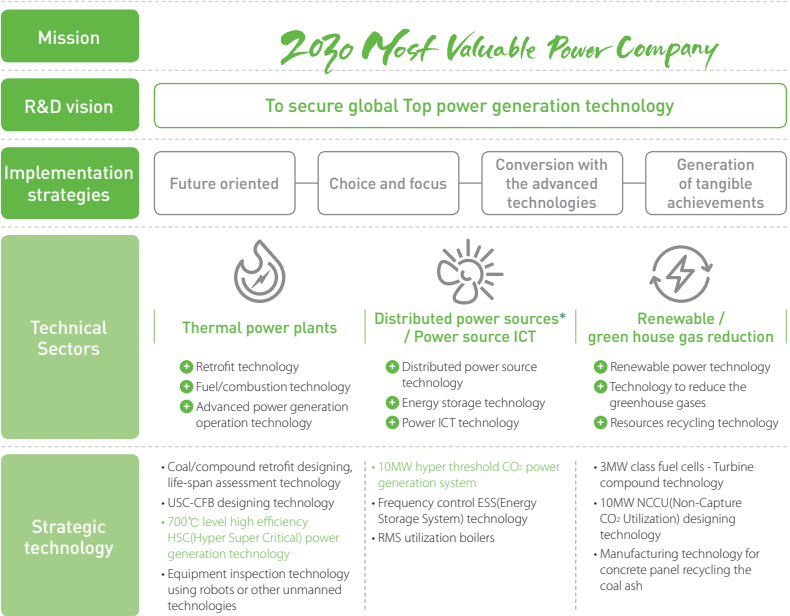 Mission
2030 Most Valuable Power Company
R&D vision
To secure global Top power generation technology
Implementation
strategies
Future oriented
Choice and focus
Conversion with
the advanced
technologies
Generation
of tangible
achievements
Technical
Sectors
Thermal power plants
+ Retrofit technology
+ Fuel/combustion technology
+ Advanced power generation
operation technology
Distributed power sources*
/ Power source ICT
+ Distributed power source
technology
+ Energy storage technology
+ Power ICT technology
Renewable /
green house gas reduction
+ Renewable power technology
+ Technology to reduce the
greenhouse gases
+ Resources recycling technology
Strategic
technology
• Coal/compound retrofit designing,
life-span assessment technology
• USC-CFB designing technology
• 700℃ level high efficiency
HSC(Hyper Super Critical) power
generation technology
• Equipment inspection technology
using robots or other unmanned
technologies
• 10MW hyper threshold CO₂ power
generation system
• Frequency control ESS(Energy
Storage System) technology
• RMS utilization boilers
• 3MW class fuel cells - Turbine
compound technology
• 10MW NCCU(Non-Capture
CO₂ Utilization) designing
technology
• Manufacturing technology for
concrete panel recycling the
coal ash